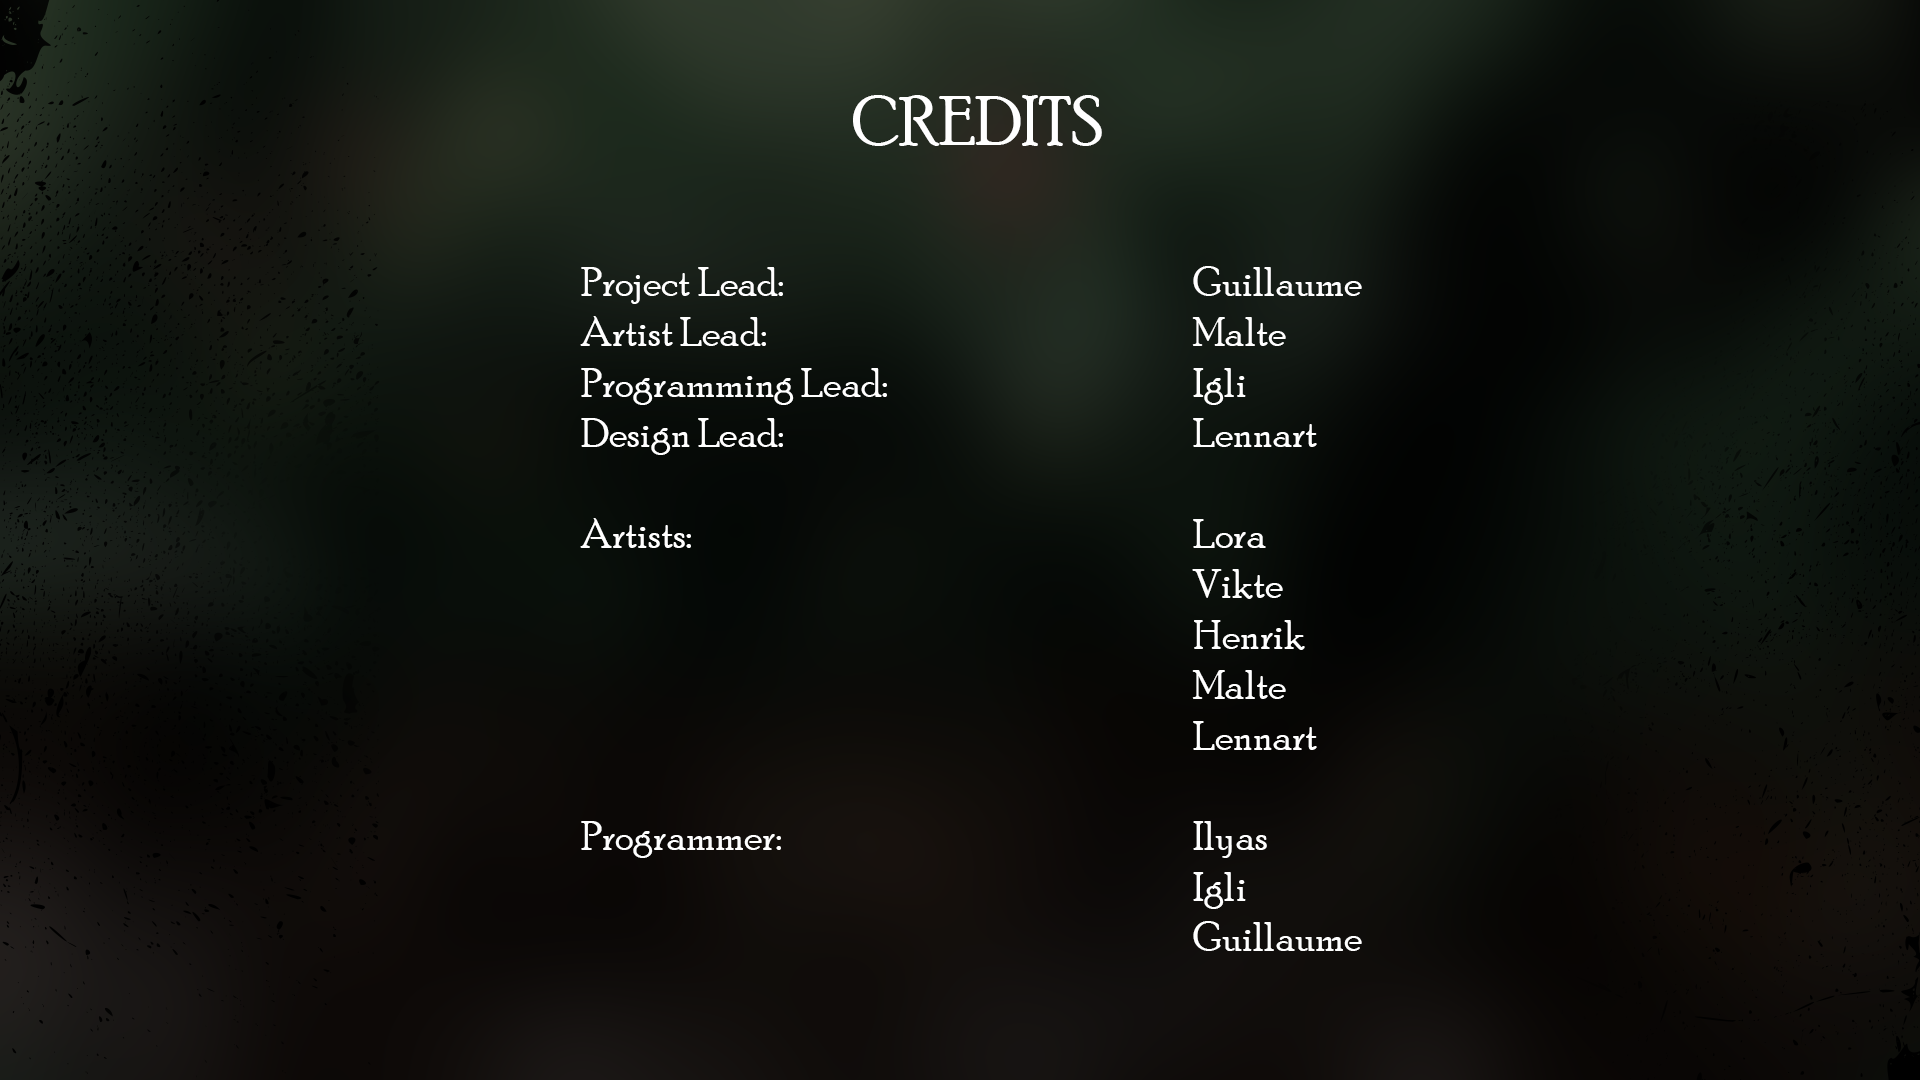 CREDITS
Project Lead: Guillaume
Artist Lead: Malte
Programming Lead: Igli
Design Lead: Lennart
Artists: Lora
Vikte
Henrik
Malte
Lennart
Programmer: Ilyas
Igli
Guillaume